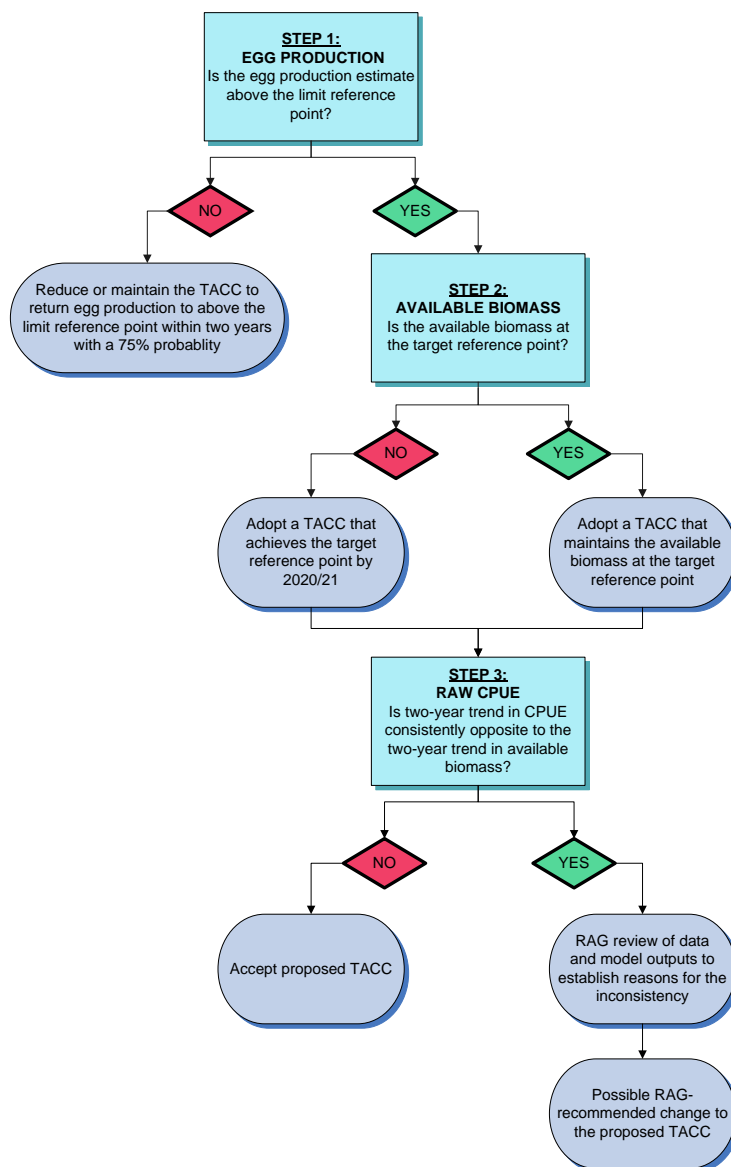 STEP 1:
EGG PRODUCTION
Is the egg production estimate
above the limit reference
point?
NO
YES
Reduce or maintain the TACC to
return egg production to above the
limit reference point within two years
with a 75% probablity
STEP 2:
AVAILABLE BIOMASS
Is the available biomass at
the target reference point?
NO
YES
Adopt a TACC that
achieves the target
reference point by
2020/21
Adopt a TACC that
maintains the available
biomass at the target
reference point
STEP 3:
RAW CPUE
Is two-year trend in CPUE
consistently opposite to the
two-year trend in available
biomass?
NO
YES
Accept proposed TACC
RAG review of data
and model outputs to
establish reasons for the
inconsistency
Possible RAG-
recommended change to
the proposed TACC